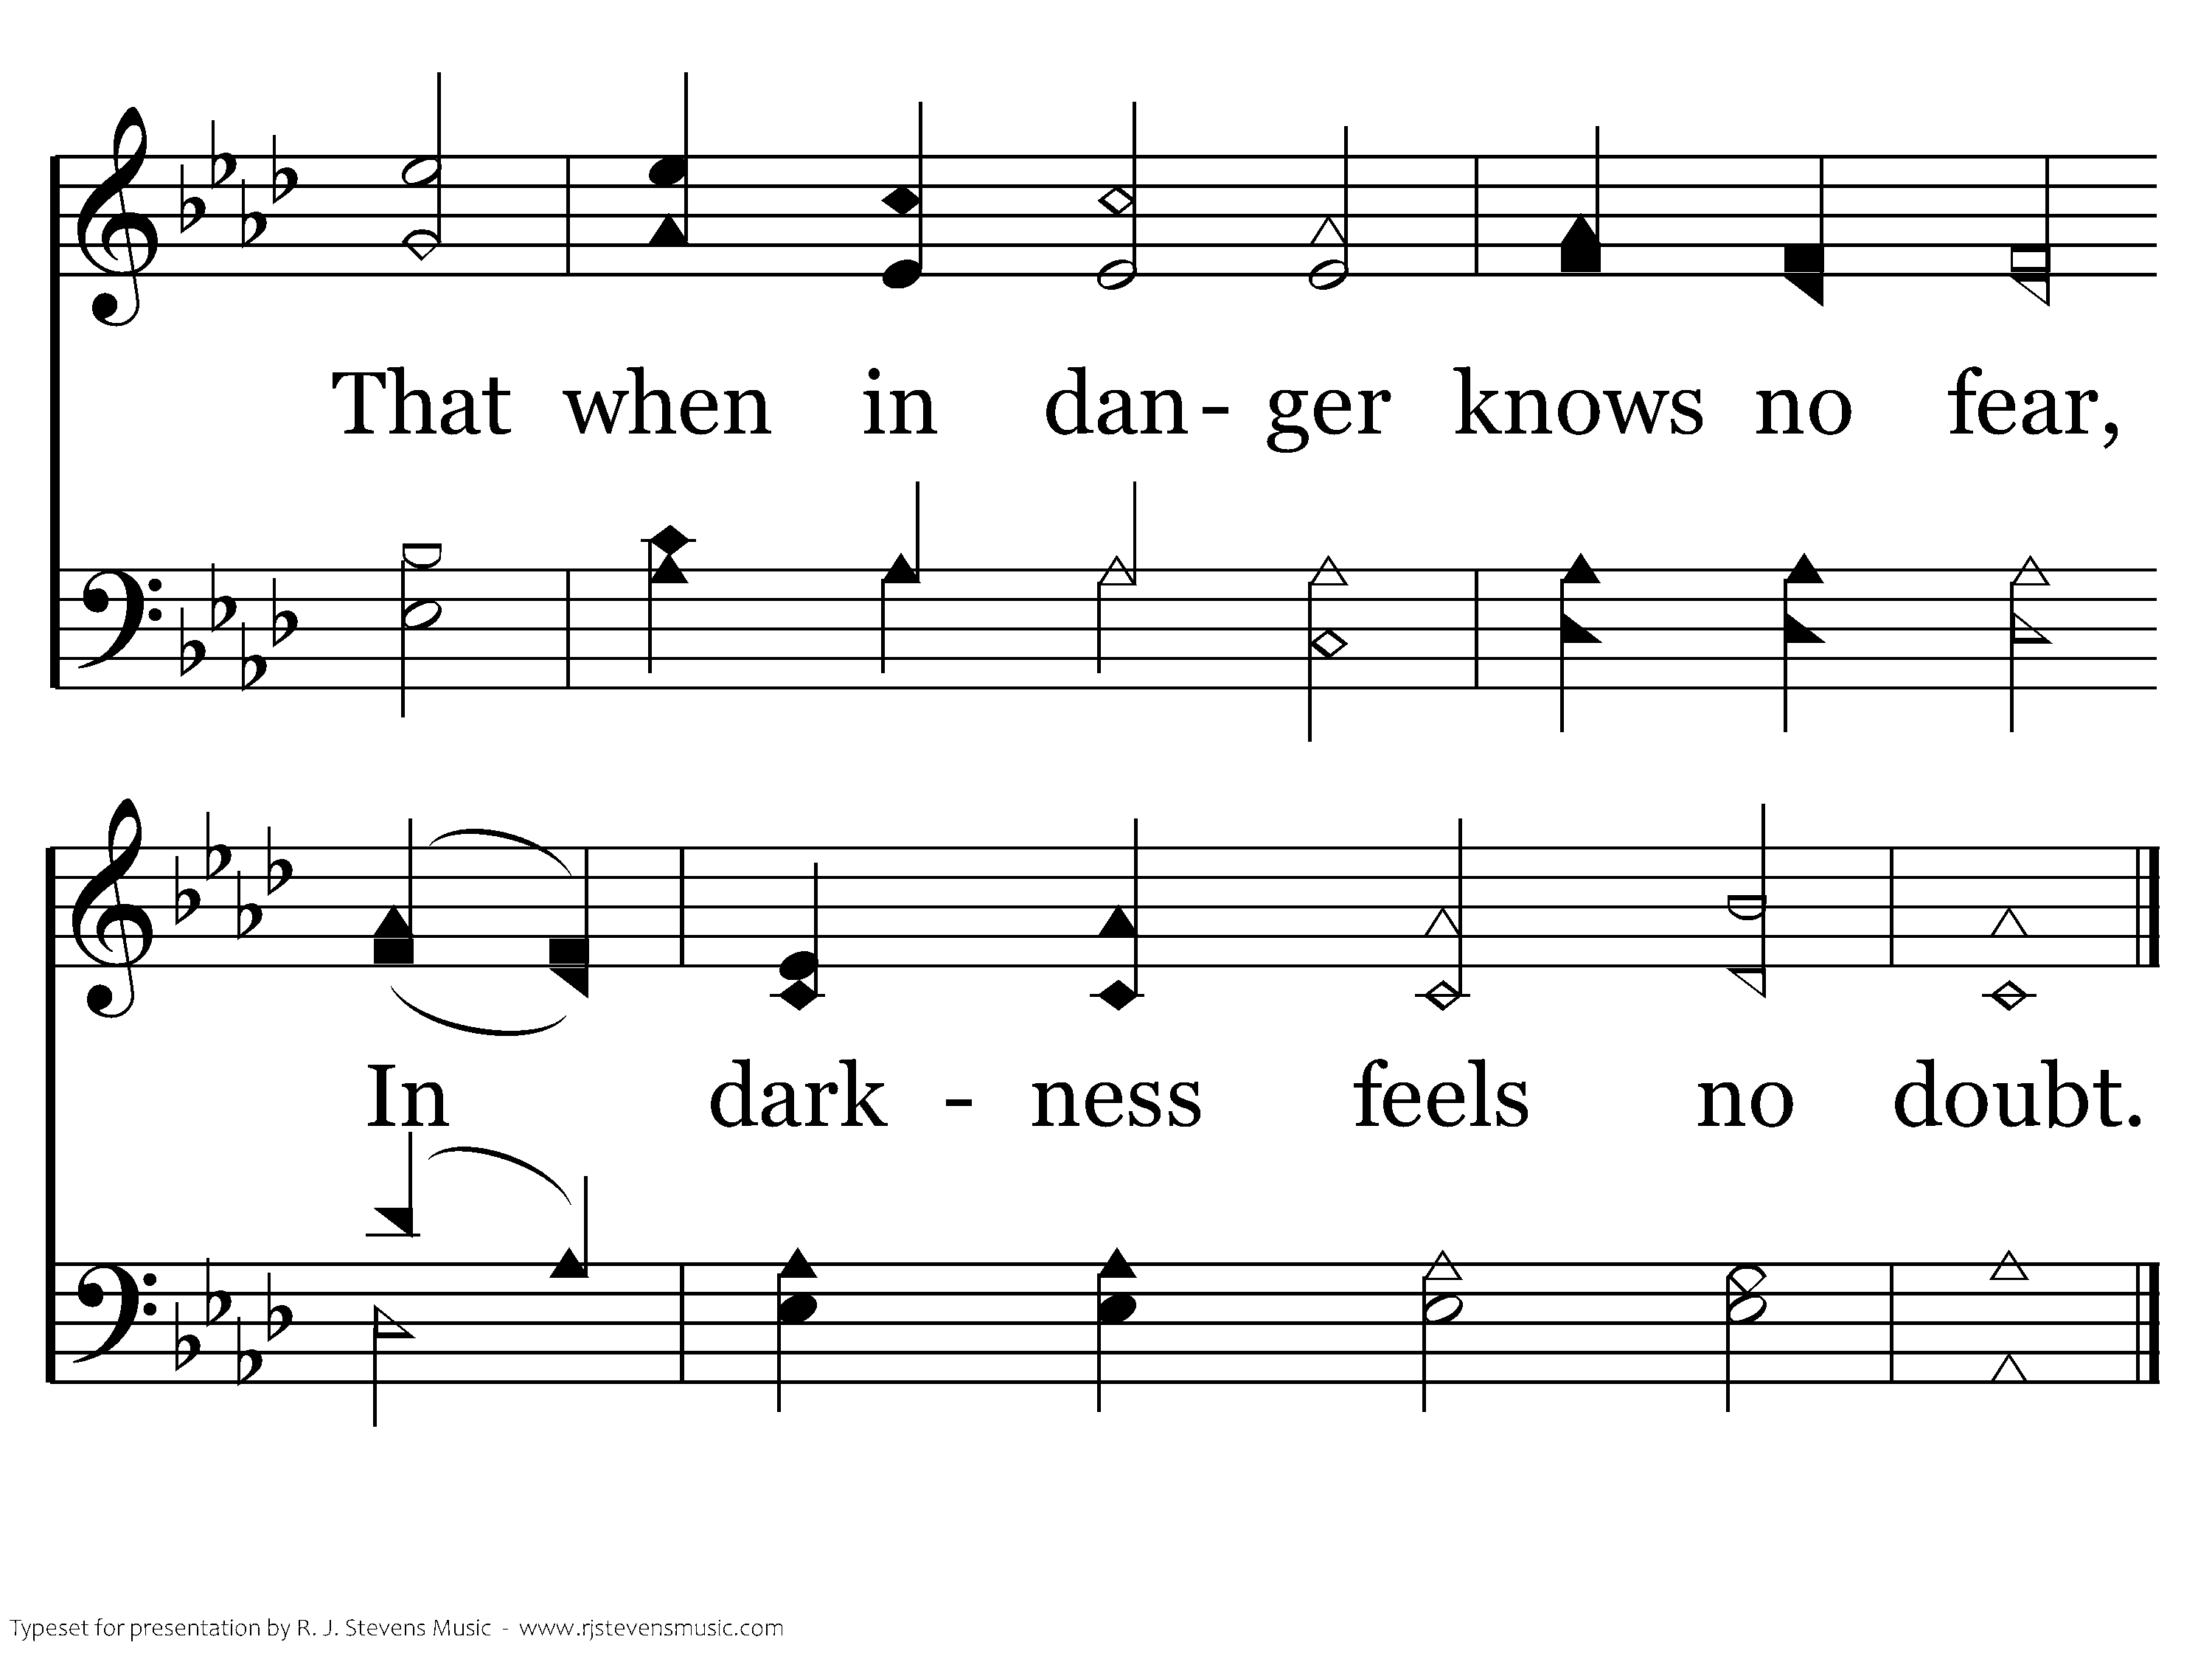 That when in dan - ger knows no fear,
In dark - ness feels no doubt.
Typeset for presentation by R. J. Stevens Music - www.rjstevensmusic.com